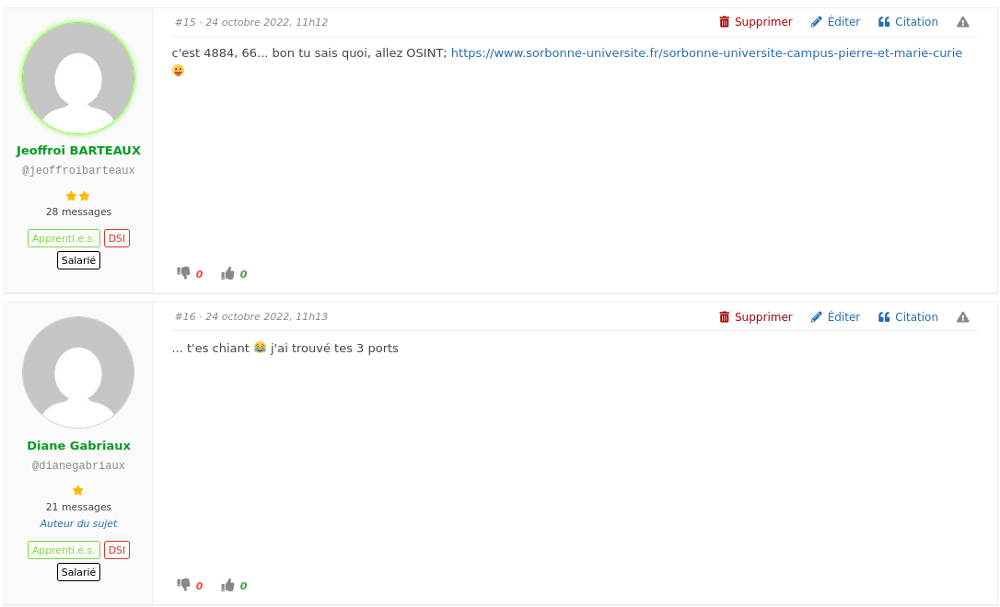 #15 · 24 octobre 2022, 11h12
Supprimer Éditer Citation
c'est 4884, 66... bon tu sais quoi, allez OSINT; https://www.sorbonne-universite.fr/sorbonne-universite-campus-pierre-et-marie-curie
😛
Jeoffroi BARTEAUX
@jeoffroibarteaux
28 messages
Apprenti.e.s. DSI
Salarié
0 0
#16 · 24 octobre 2022, 11h13
Supprimer Éditer Citation
... t'es chiant 😂 j'ai trouvé tes 3 ports
Diane Gabriaux
@dianegabriaux
21 messages
Auteur du sujet
Apprenti.e.s. DSI
Salarié
0 0